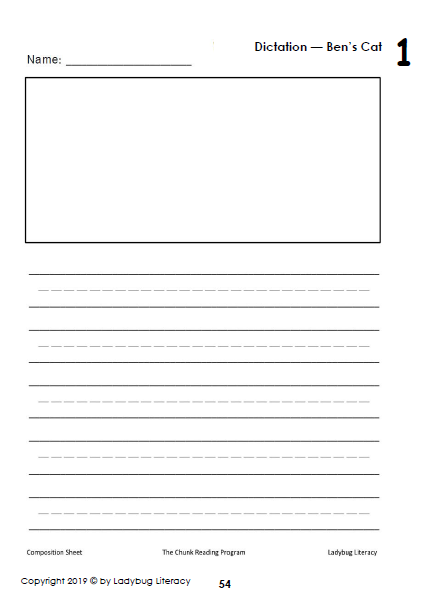 Dictation — Ben's Cat 1
Name: ____________________
Composition Sheet The Chunk Reading Program Ladybug Literacy
Copyright 2019 © by Ladybug Literacy 54